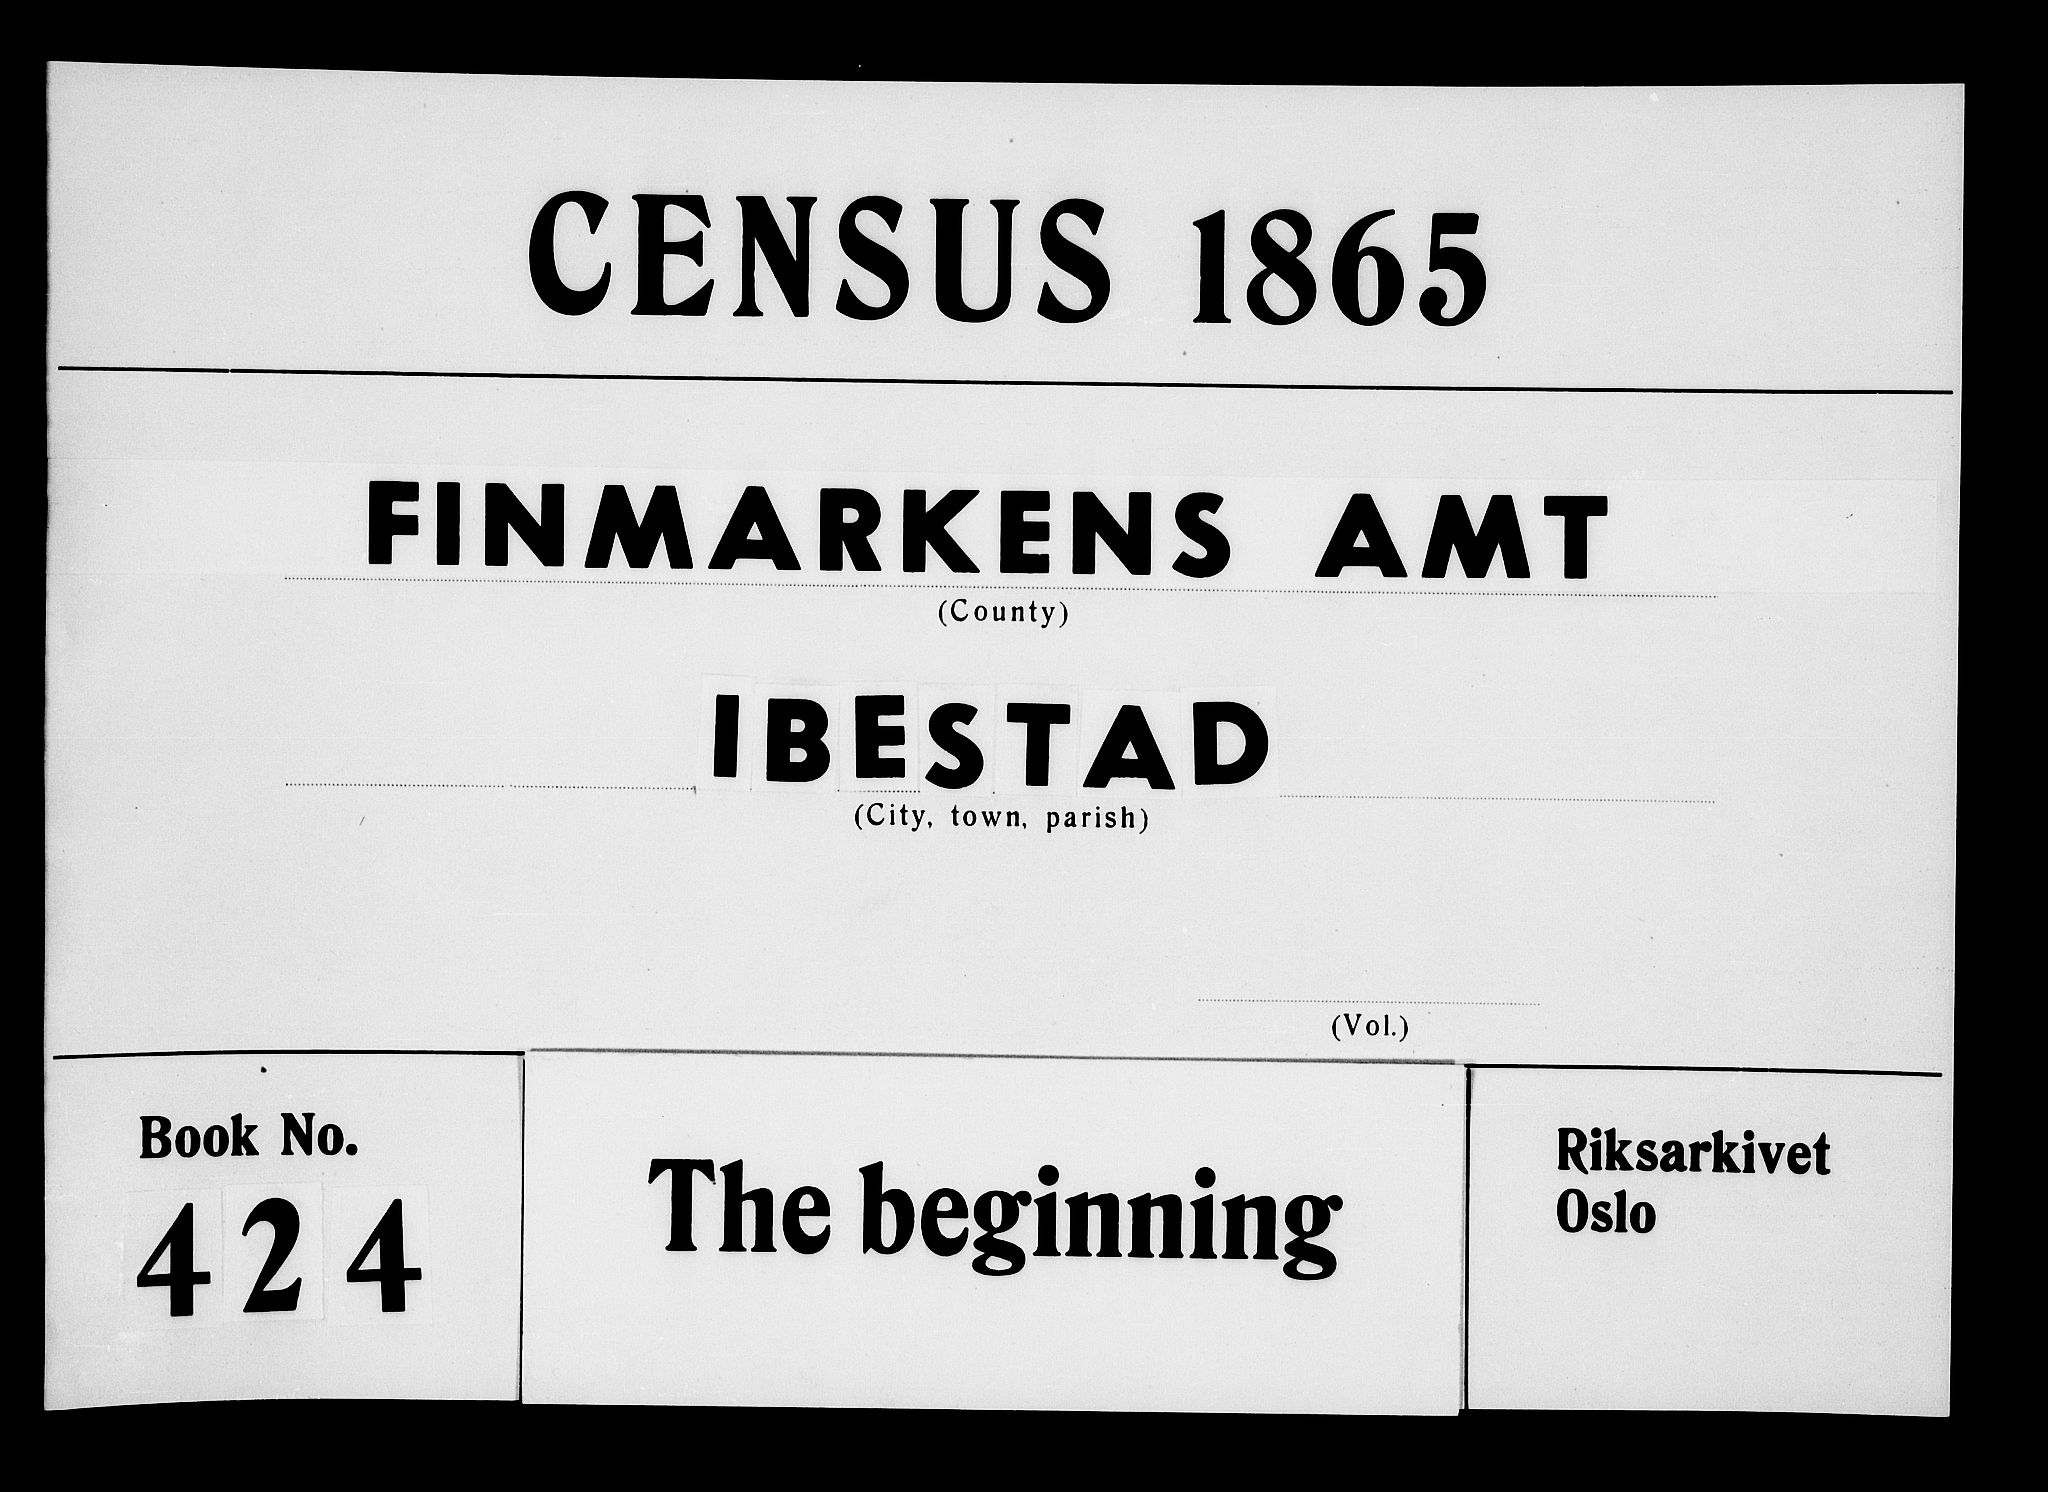 CENSUS 1865
FINMARKENS AMT
(County)
IBESTAD
(City, town, parish)
(Vol.)
Book No.
424
The beginning
Riksarkivet
Oslo